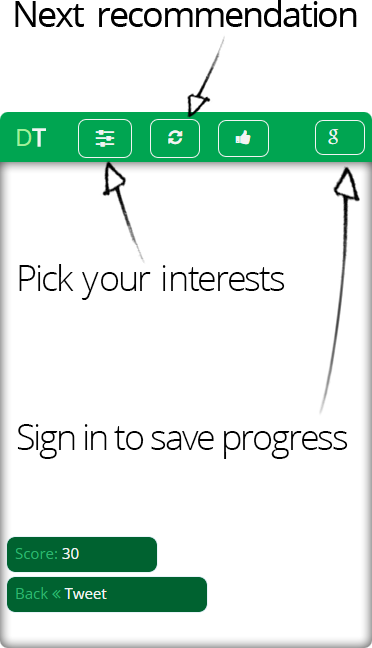 Next recommendation
DT
g
Pick your interests
Sign in to save progress
Score: 30
Back « Tweet